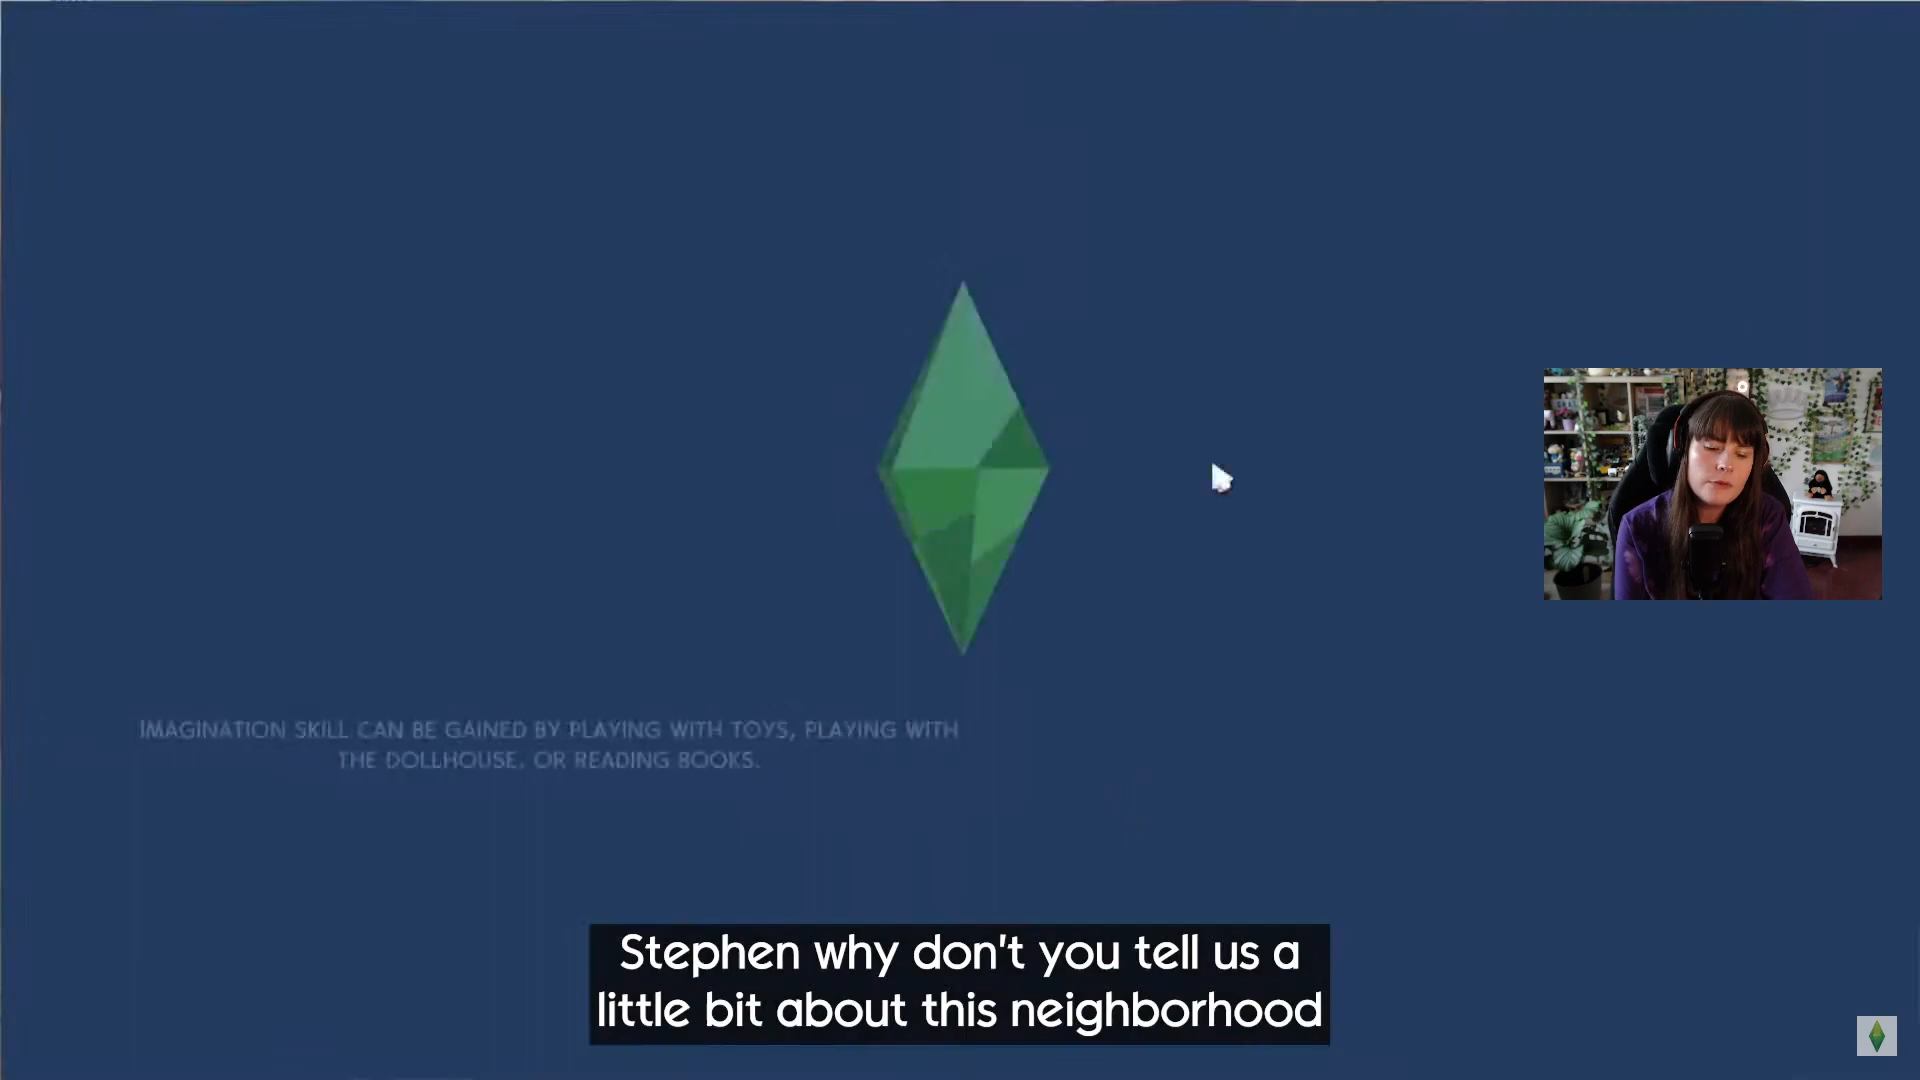 IMAGINATION SKILL CAN BE GAINED BY PLAYING WITH TOYS, PLAYING WITH
THE DOLLHOUSE, OR READING BOOKS.
Stephen why don't you tell us a
little bit about this neighborhood